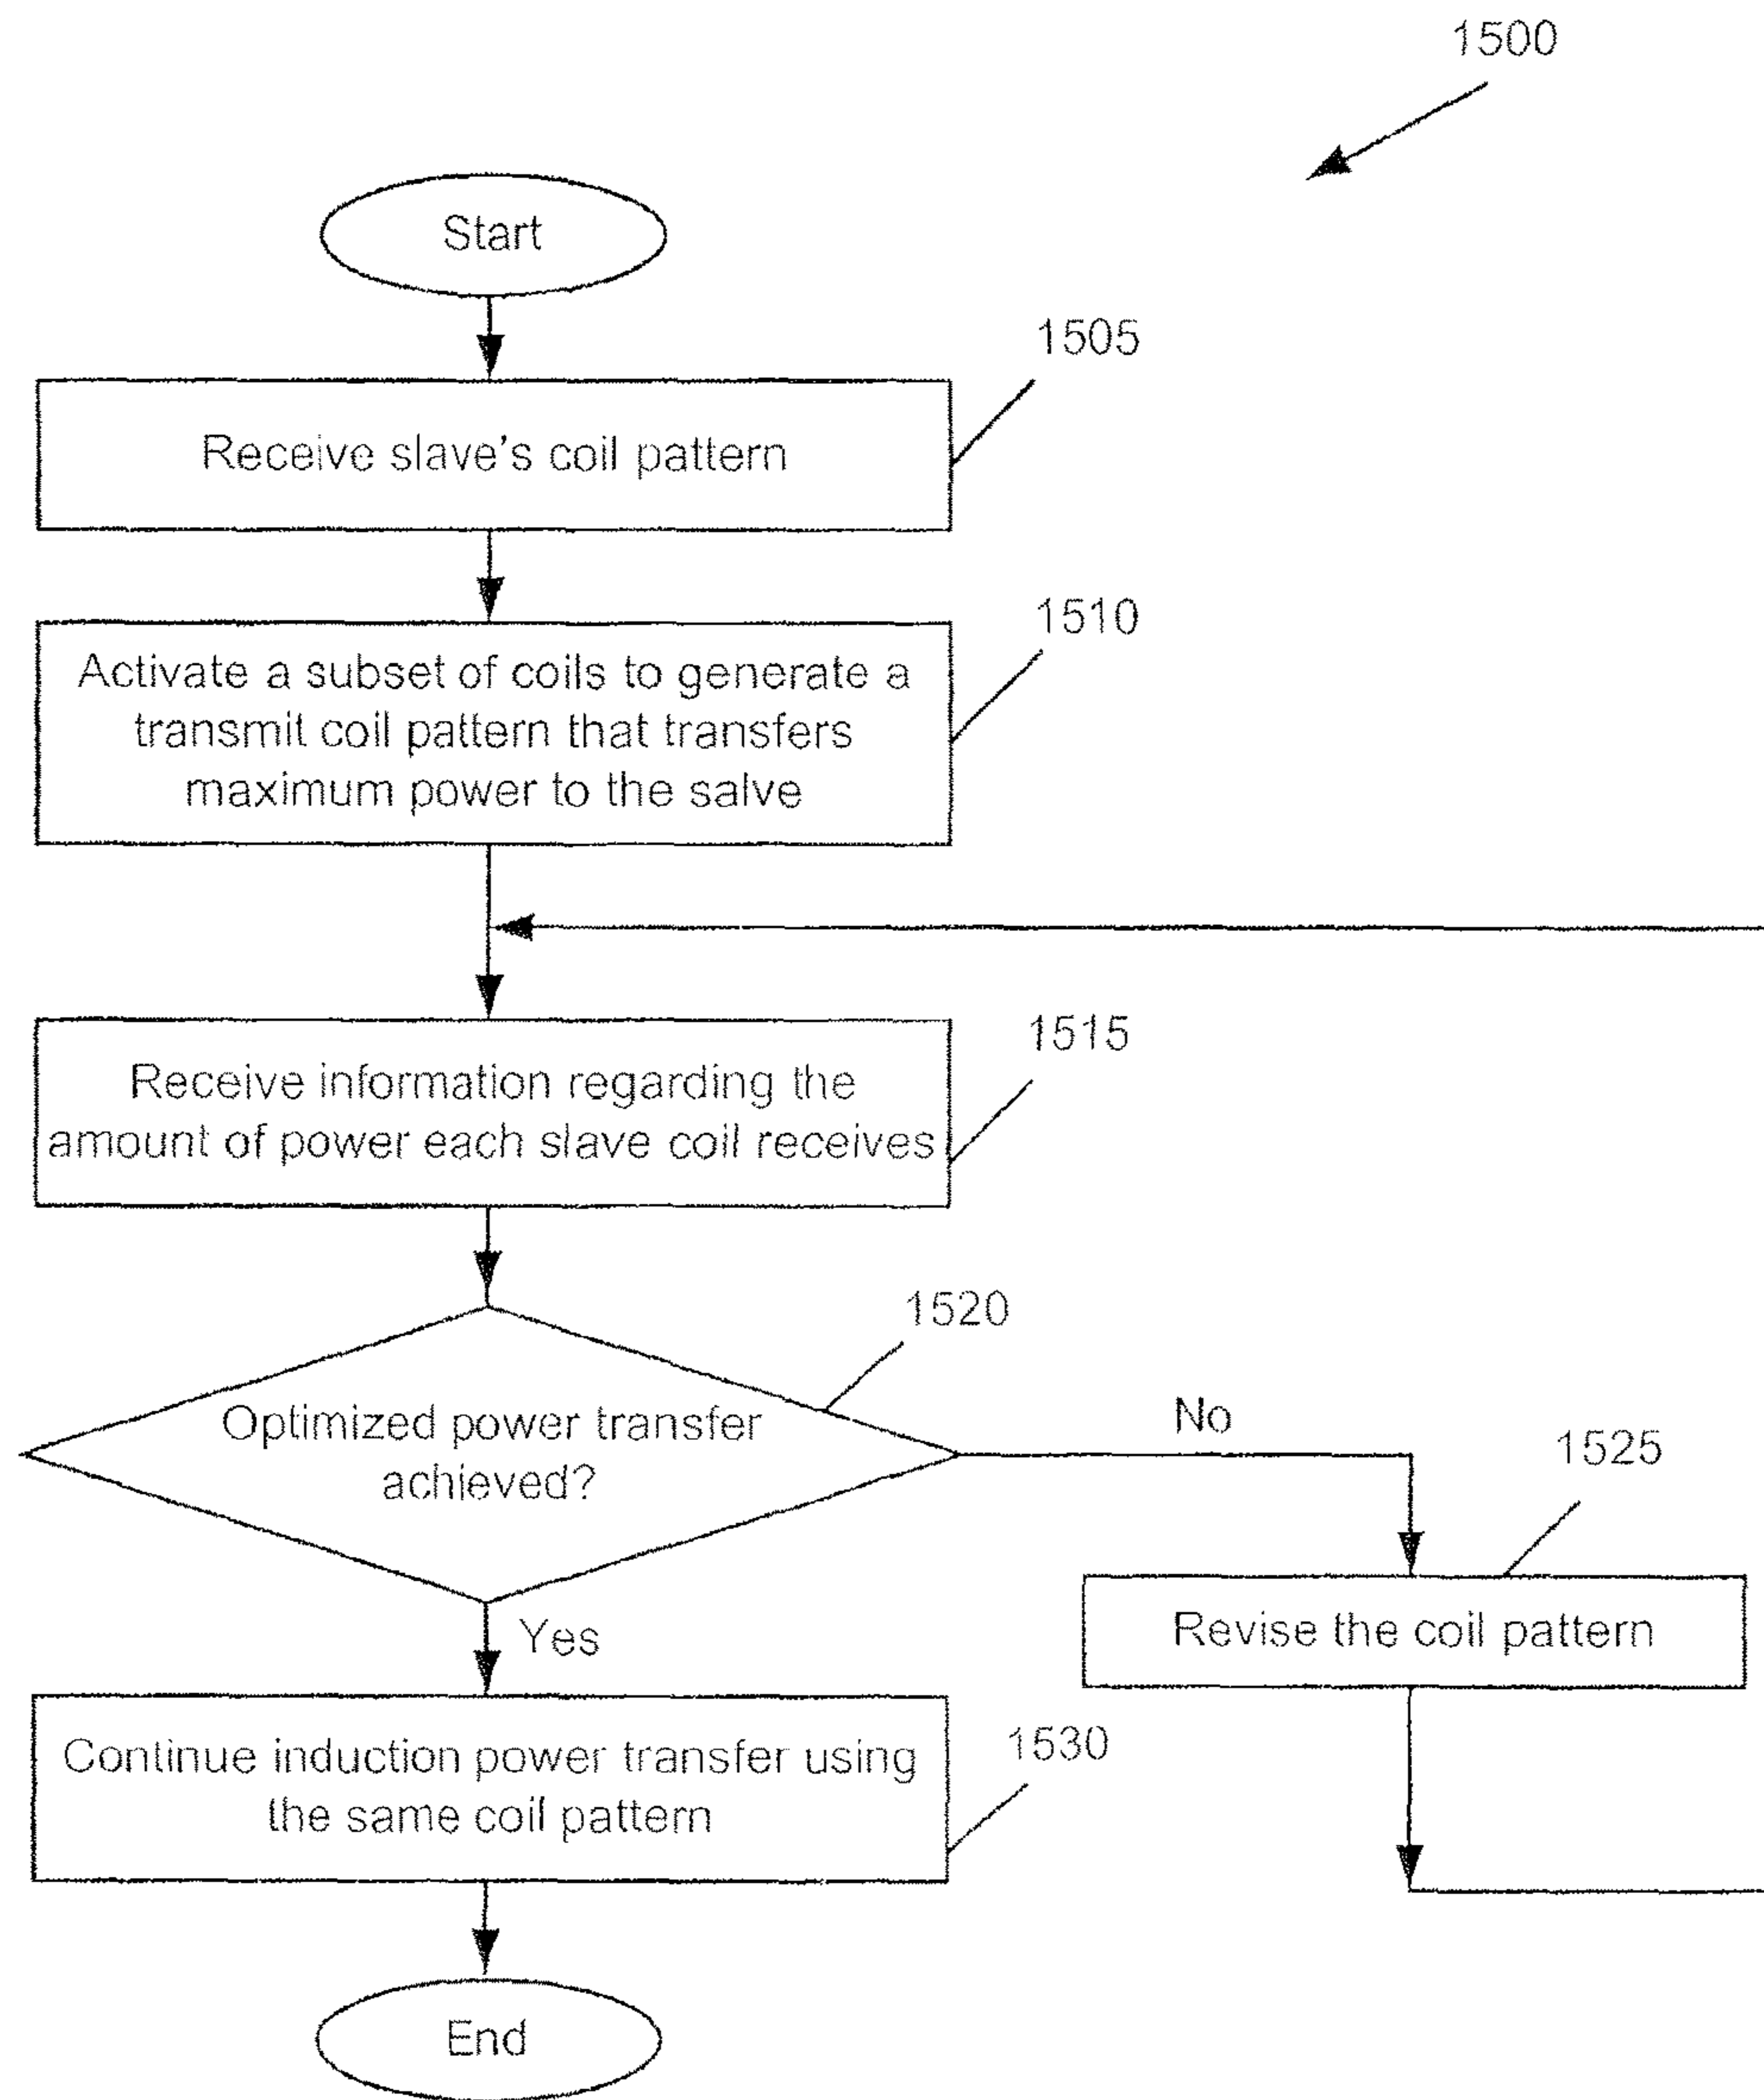 1500
Start
1505
Receive slave's coil pattern
1510
Activate a subset of coils to generate a
transmit coil pattern that transfers
maximum power to the salve
1515
Receive information regarding the
amount of power each slave coil receives
1520
Optimized power transfer
achieved?
No
1525
Revise the coil pattern
Yes
1530
Continue induction power transfer using
the same coil pattern
End